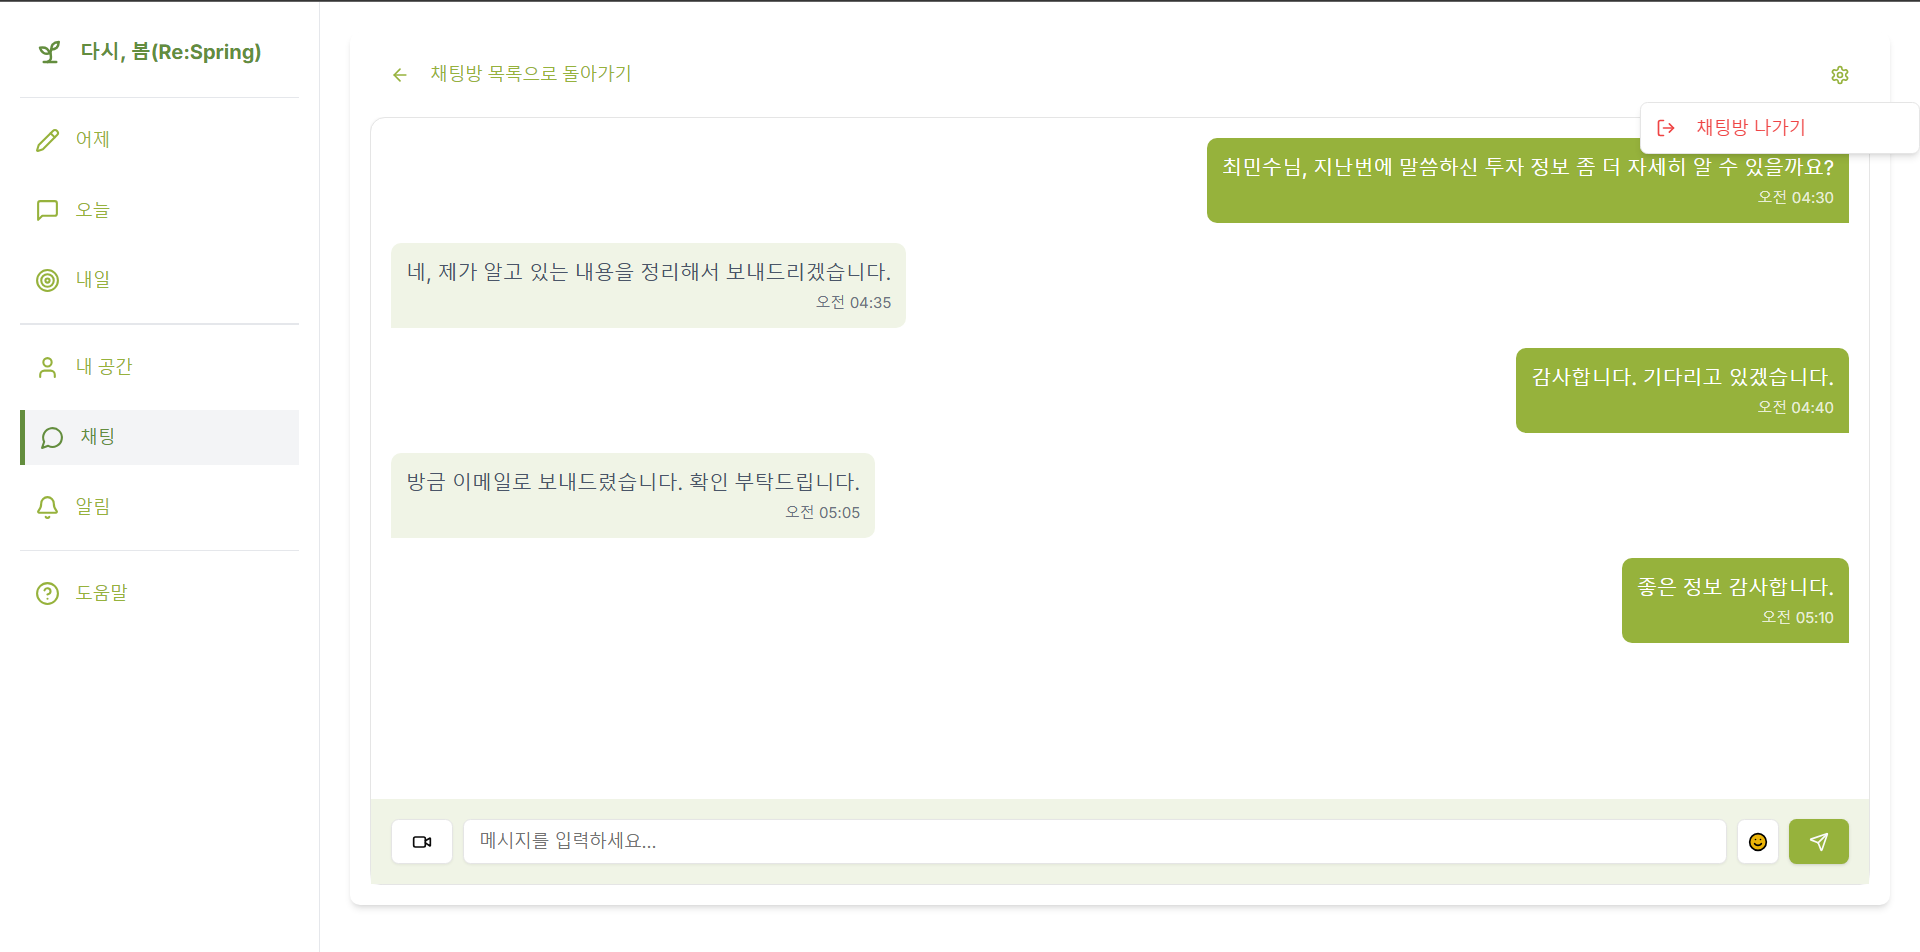 다시, 봄(Re:Spring)
어제
오늘
내일
내 공간
채팅
알림
도움말
채팅방 목록으로 돌아가기
채팅방 나가기
최민수님, 지난번에 말씀하신 투자 정보 좀 더 자세히 알 수 있을까요?
오전 04:30
네, 제가 알고 있는 내용을 정리해서 보내드리겠습니다.
오전 04:35
감사합니다. 기다리고 있겠습니다.
오전 04:40
방금 이메일로 보내드렸습니다. 확인 부탁드립니다.
오전 05:05
좋은 정보 감사합니다.
오전 05:10
메시지를 입력하세요...